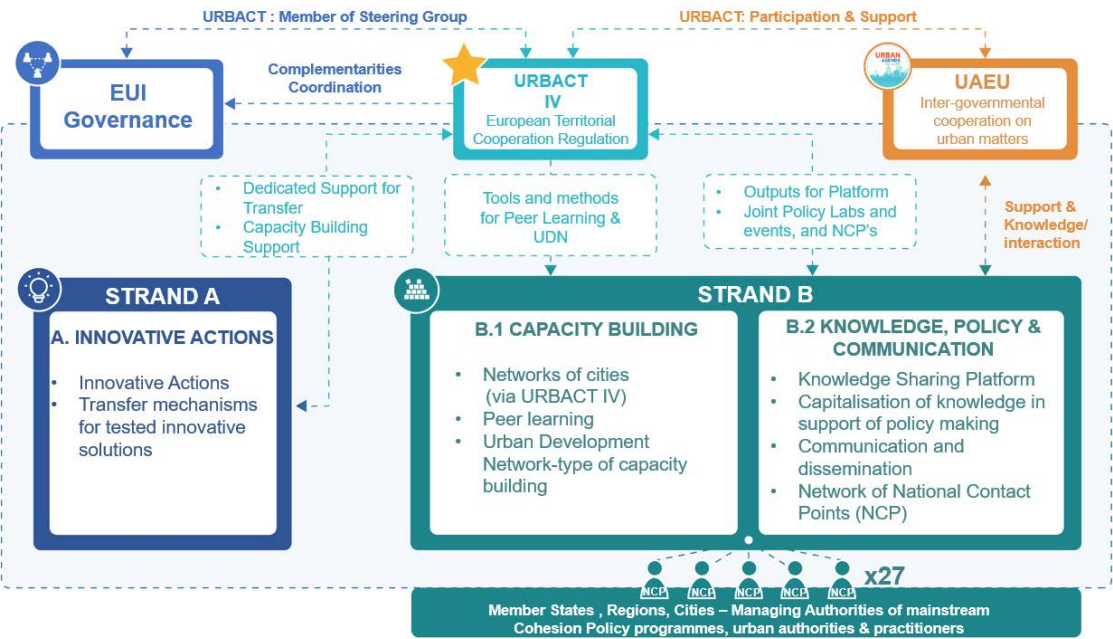 URBACT : Member of Steering Group
URBACT: Participation & Support
EUI
Governance
Complementarities
Coordination
URBACT
IV
European Territorial
Cooperation Regulation
URBAN
AGENDA
UAEU
Inter-governmental
cooperation on
urban matters
• Dedicated Support for
Transfer
• Capacity Building
Support
Tools and methods
for Peer Learning &
UDN
• Outputs for Platform
• Joint Policy Labs and
events, and NCP's
Support &
Knowledge/
interaction
STRAND A
A. INNOVATIVE ACTIONS
• Innovative Actions
• Transfer mechanisms
for tested innovative
solutions
STRAND B
B.1 CAPACITY BUILDING
• Networks of cities
(via URBACT IV)
• Peer learning
• Urban Development
Network-type of capacity
building
B.2 KNOWLEDGE, POLICY &
COMMUNICATION
• Knowledge Sharing Platform
• Capitalisation of knowledge in
support of policy making
• Communication and
dissemination
• Network of National Contact
Points (NCP)
NCP NCP NCP NCP NCP x27
Member States , Regions, Cities – Managing Authorities of mainstream
Cohesion Policy programmes, urban authorities & practitioners